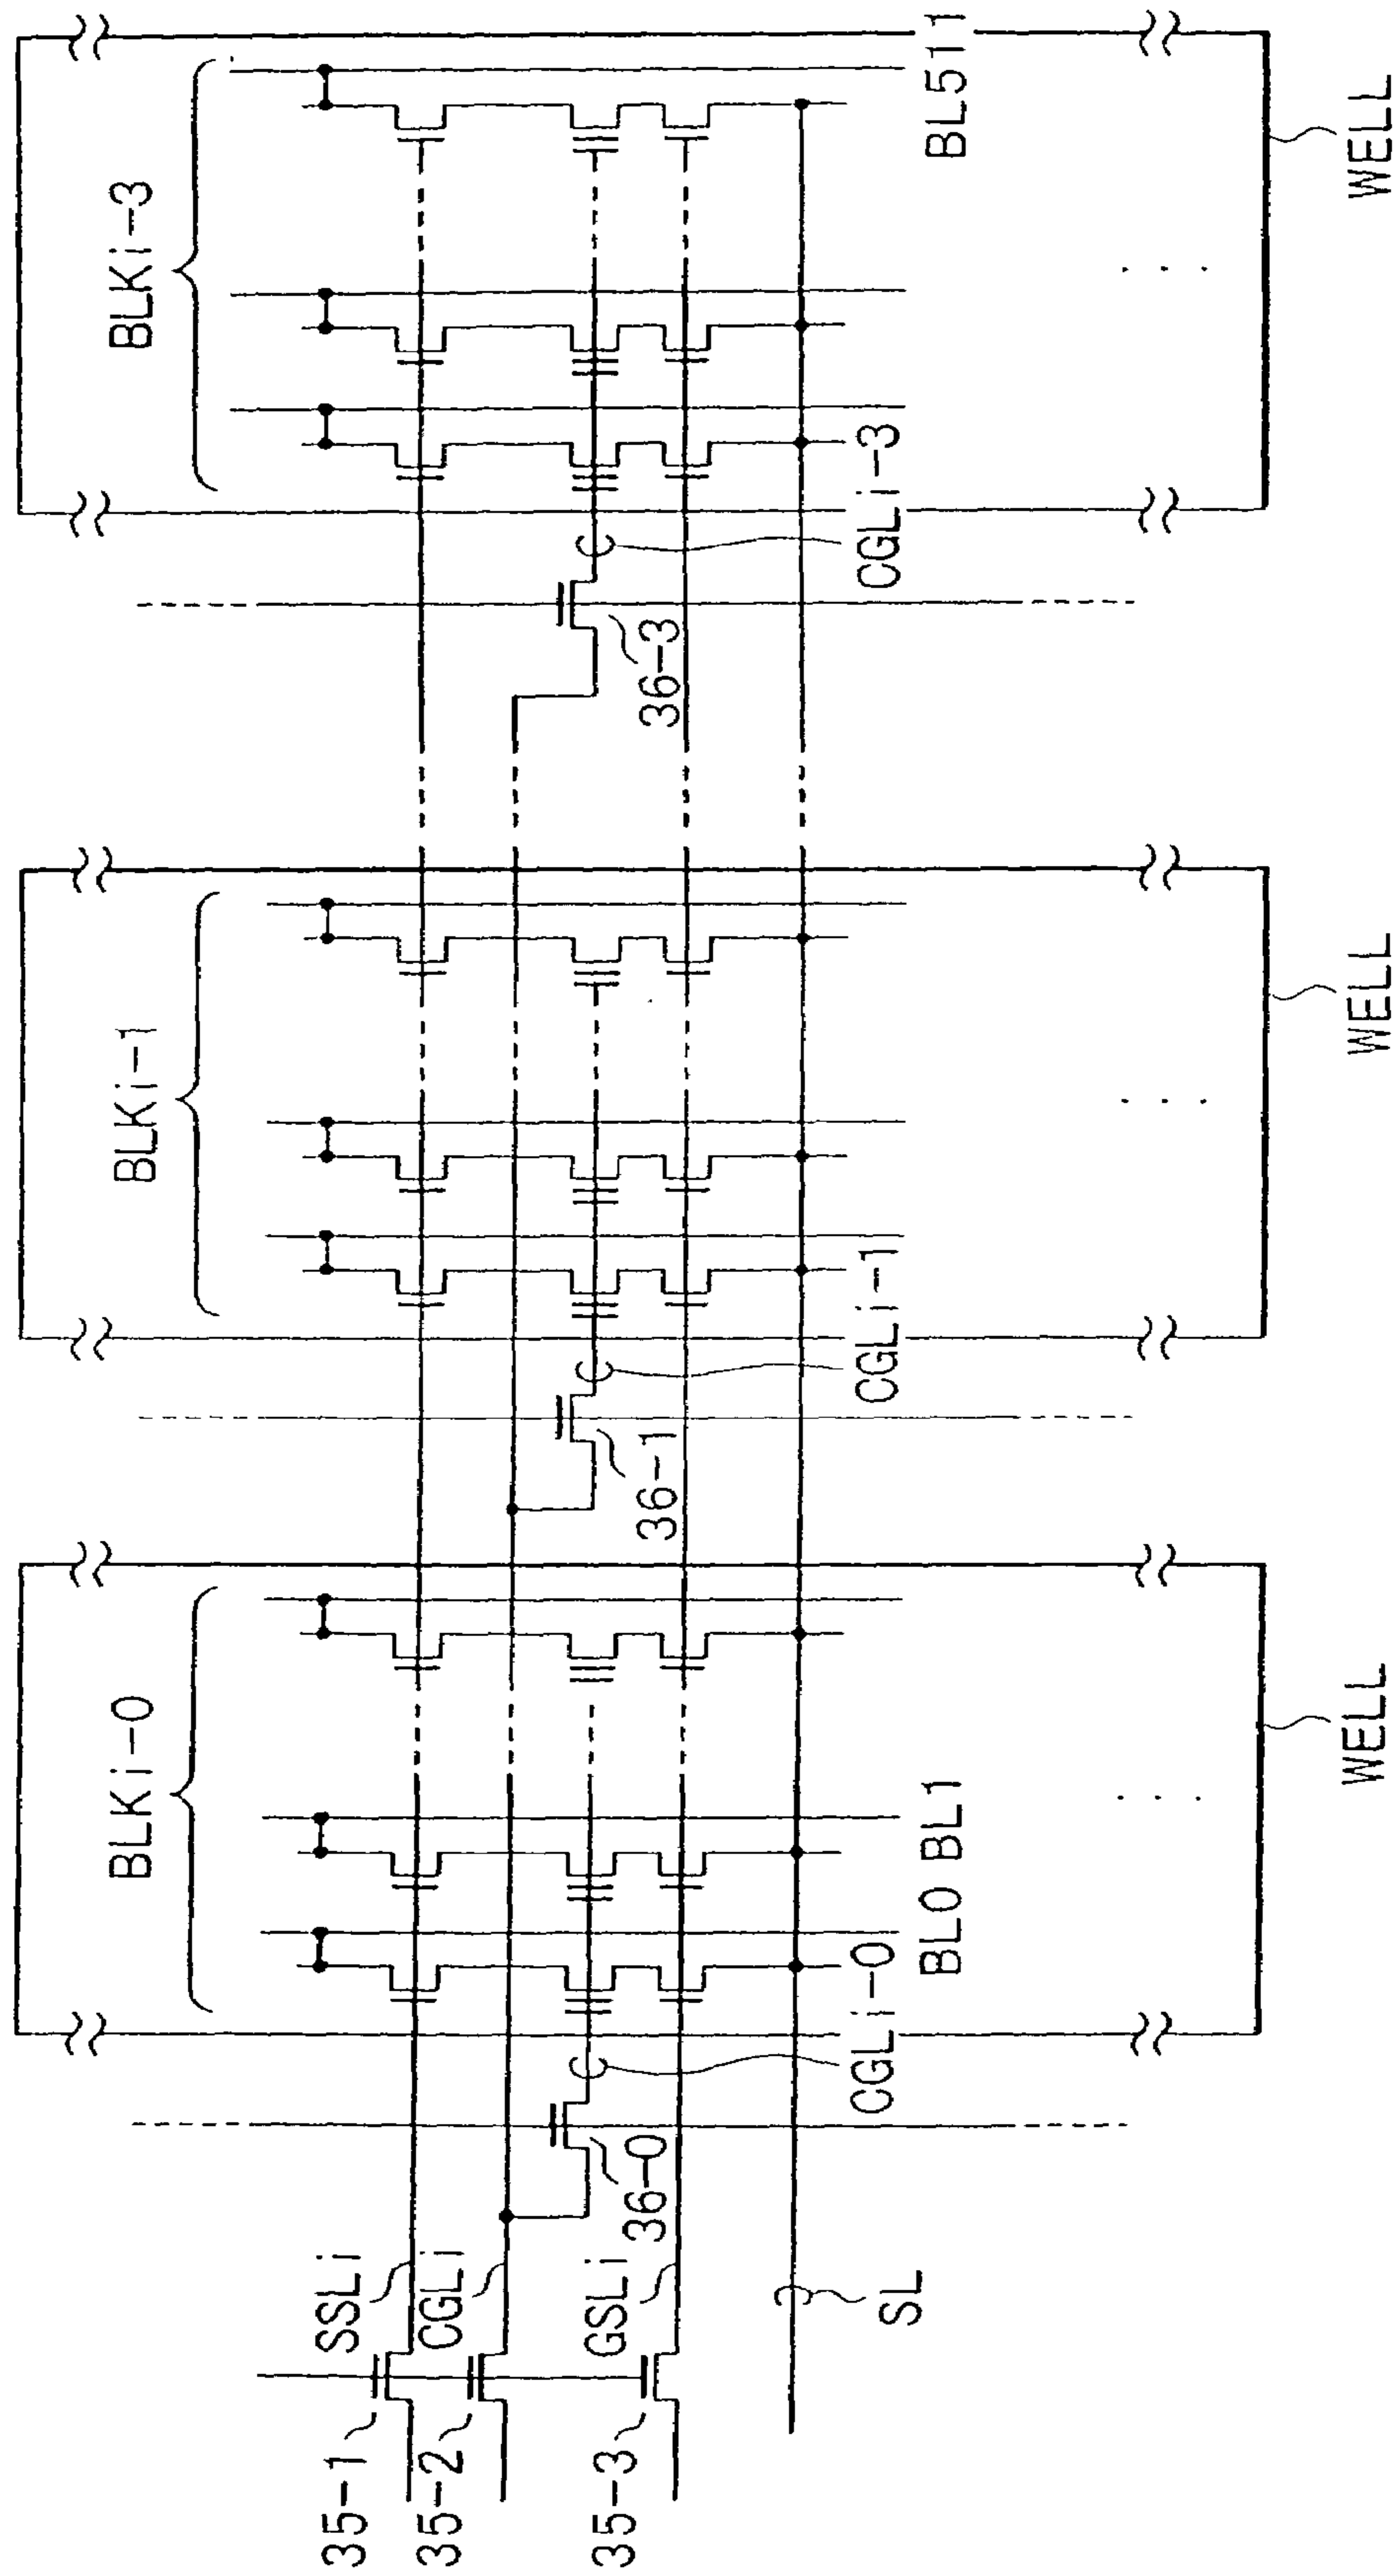 BLKi-0
BLKi-1
BLKi-3
35-1
SSLi
35-2
CGLi
36-0
36-1
36-3
35-3
GSLi
CGLi-0
CGLi-1
CGLi-3
SL
BL0 BL1
BL511
WELL
WELL
WELL